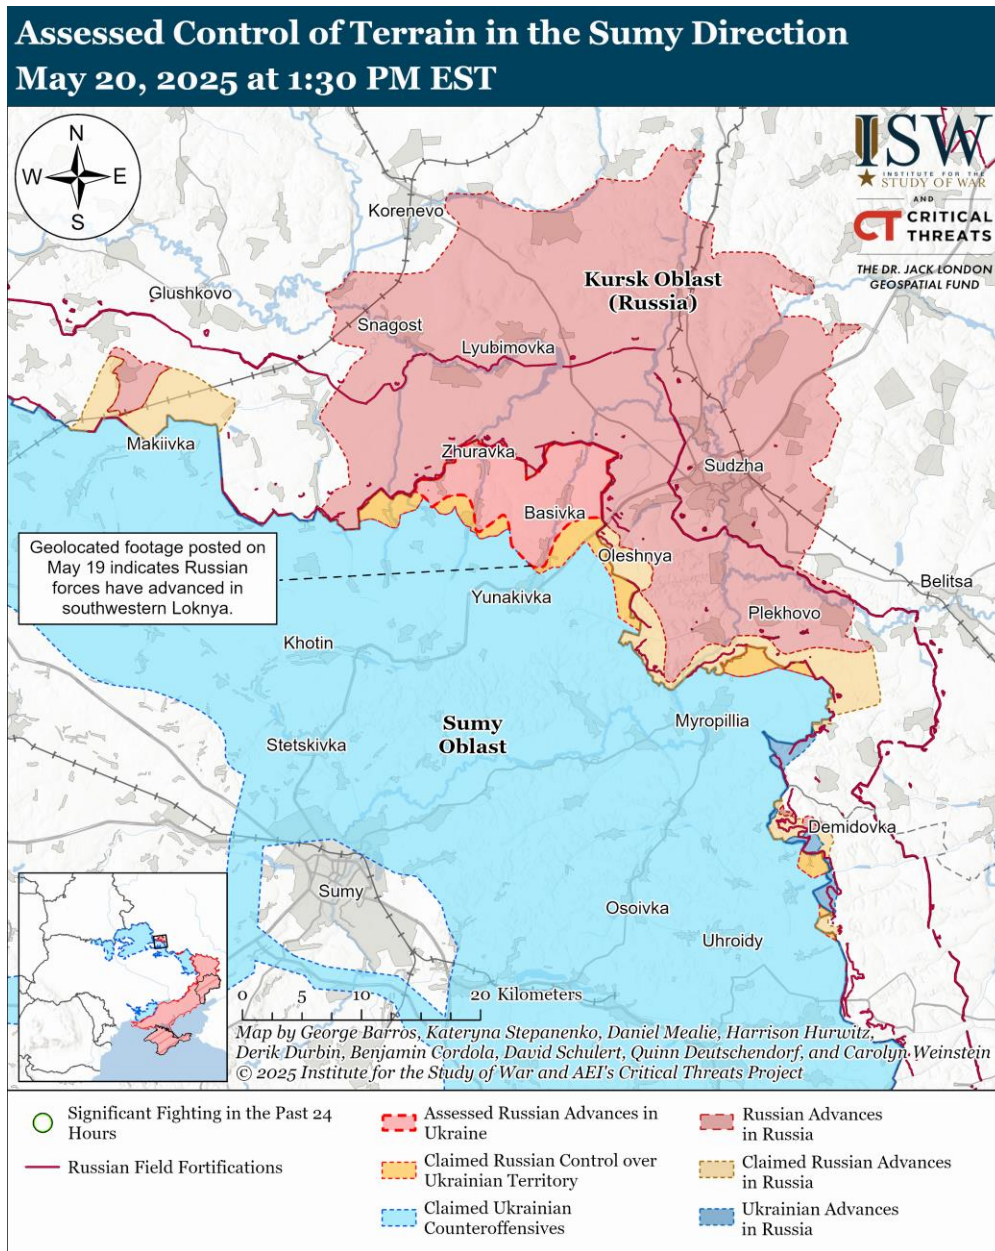 Assessed Control of Terrain in the Sumy Direction
May 20, 2025 at 1:30 PM EST
N
W
E
S
ISW
INSTITUTE FOR THE
STUDY OF WAR
AND
CT CRITICAL
THREATS
THE DR. JACK LONDON
GEOSPATIAL FUND
Korenevo
Kursk Oblast
(Russia)
Glushkovo
Snagost
Lyubimovka
Makiivka
Zhuravka
Sudzha
Basivka
Oleshnya
Geolocated footage posted on
May 19 indicates Russian
forces have advanced in
southwestern Loknya.
Belitsa
Yunakivka
Plekhovo
Khotin
Sumy
Oblast
Myropillia
Stetskivka
Demidovka
Sumy
Osoivka
Uhroidy
0 5 10 20 Kilometers
Map by George Barros, Kateryna Stepanenko, Daniel Mealie, Harrison Hurwitz,
Derik Durbin, Benjamin Cordola, David Schulert, Quinn Deutschendorf, and Carolyn Weinstein
© 2025 Institute for the Study of War and AEI's Critical Threats Project
Significant Fighting in the Past 24
Hours
Russian Field Fortifications
Assessed Russian Advances in
Ukraine
Claimed Russian Control over
Ukrainian Territory
Claimed Ukrainian
Counteroffensives
Russian Advances
in Russia
Claimed Russian Advances
in Russia
Ukrainian Advances
in Russia